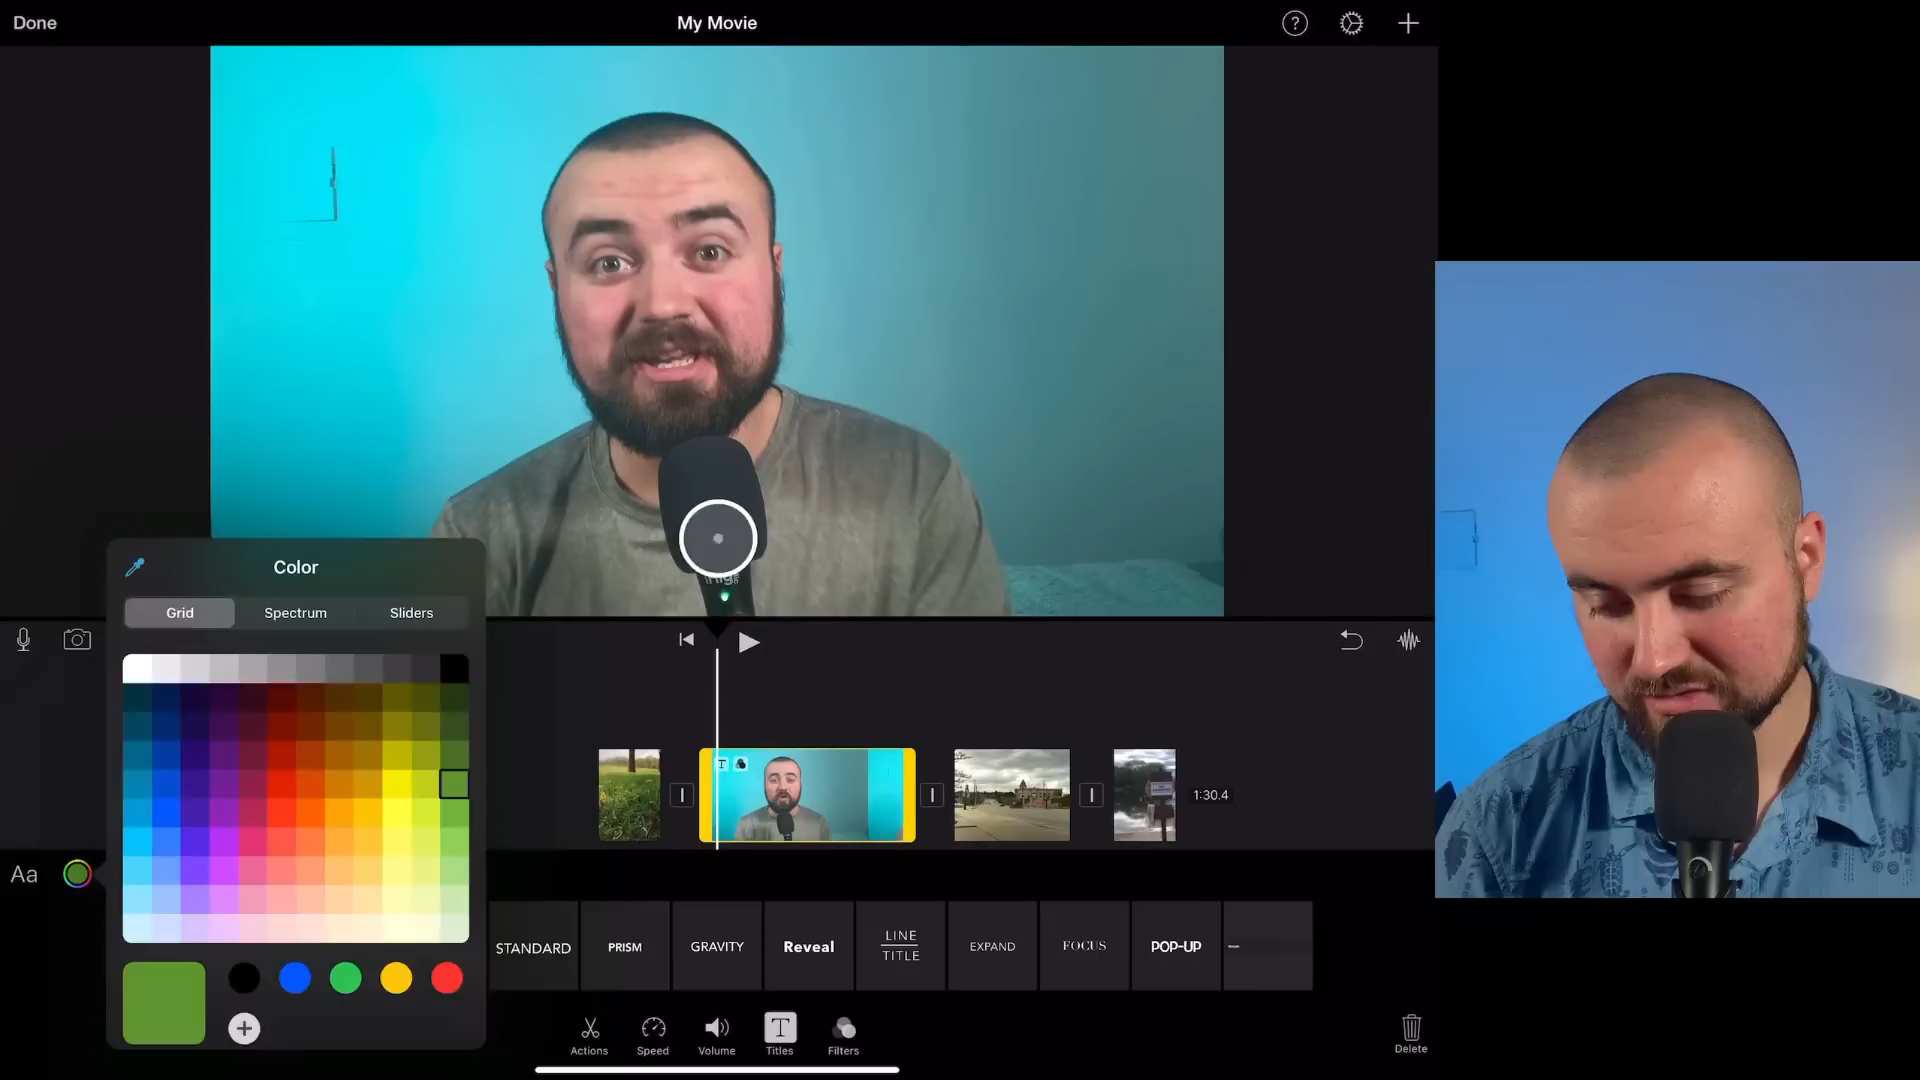 Done
My Movie
?
Color
Grid
Spectrum
Sliders
T
1:30.4
Aa
STANDARD
PRISM
GRAVITY
Reveal
LINE
TITLE
EXPAND
FOCUS
POP-UP
T
Actions
Speed
Volume
Titles
Filters
Delete